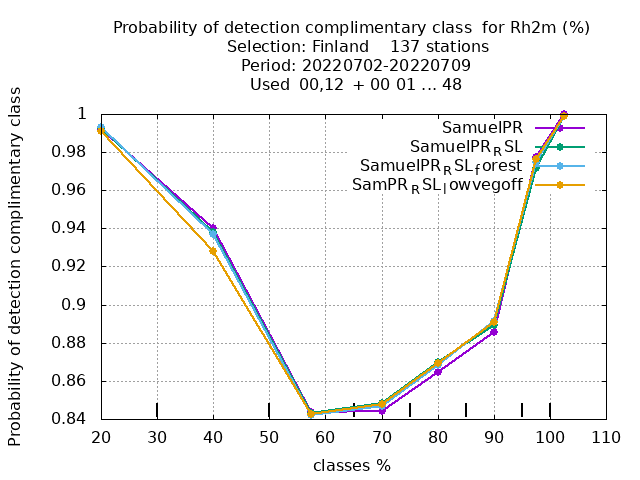 Probability of detection complimentary class  for Rh2m (%)
Selection: Finland    137 stations
Period: 20220702-20220709
Used  00,12  + 00 01 ... 48
Probability of detection complimentary class
1
0.98
0.96
0.94
0.92
0.9
0.88
0.86
0.84
SamuelPR
SamuelPR_RSL
SamuelPR_RSL_forest
SamPR_RSL_lowvegoff
20 30 40 50 60 70 80 90 100 110
classes %